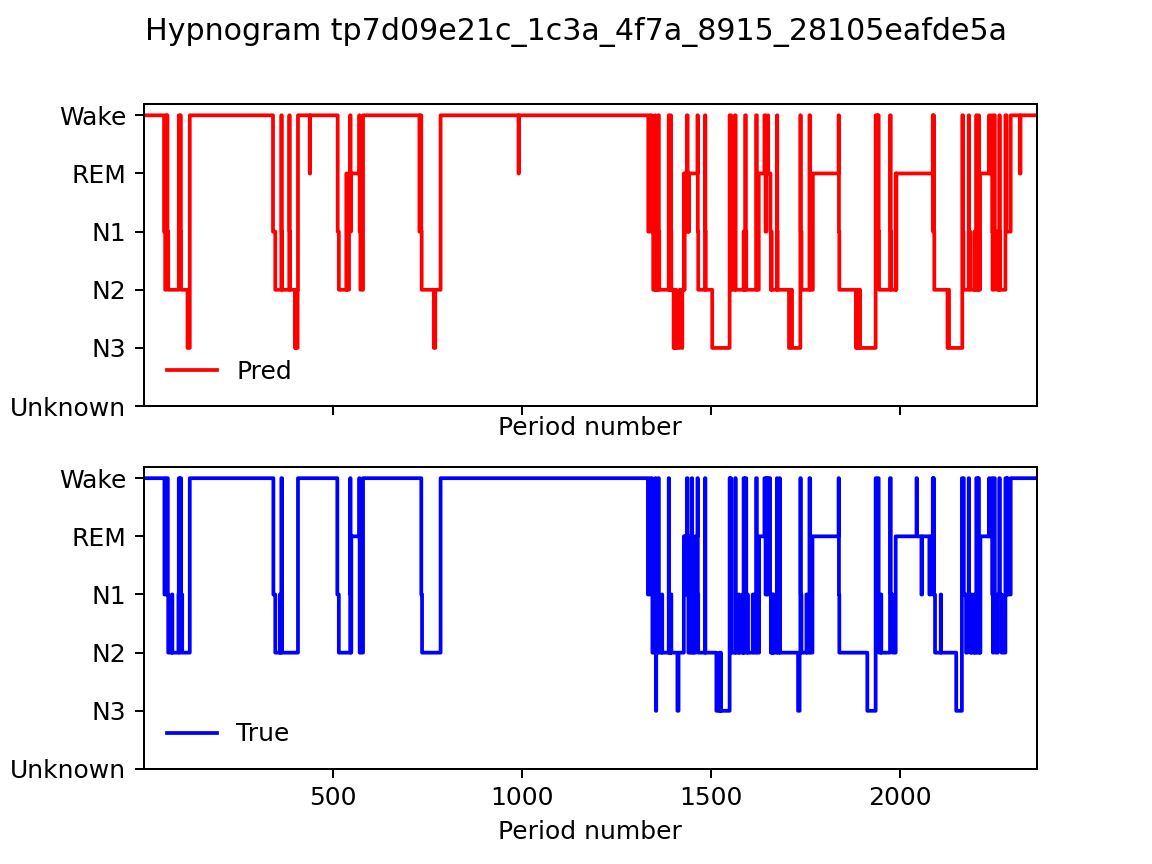 Hypnogram tp7d09e21c_1c3a_4f7a_8915_28105eafde5a
Wake
REM
N1
N2
N3
Unknown
Pred
Period number
Wake
REM
N1
N2
N3
Unknown
True
500 1000 1500 2000
Period number